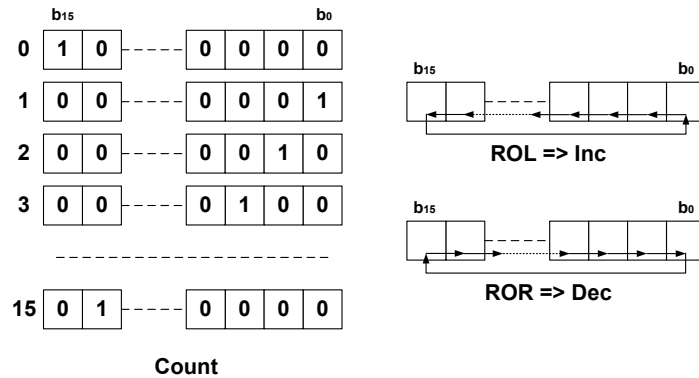 b15 b0
0 1 0 0 0 0 0
1 0 0 0 0 0 1
2 0 0 0 0 1 0
3 0 0 0 1 0 0
15 0 1 0 0 0 0
Count
b15 b0
ROL => Inc
b15 b0
ROR => Dec